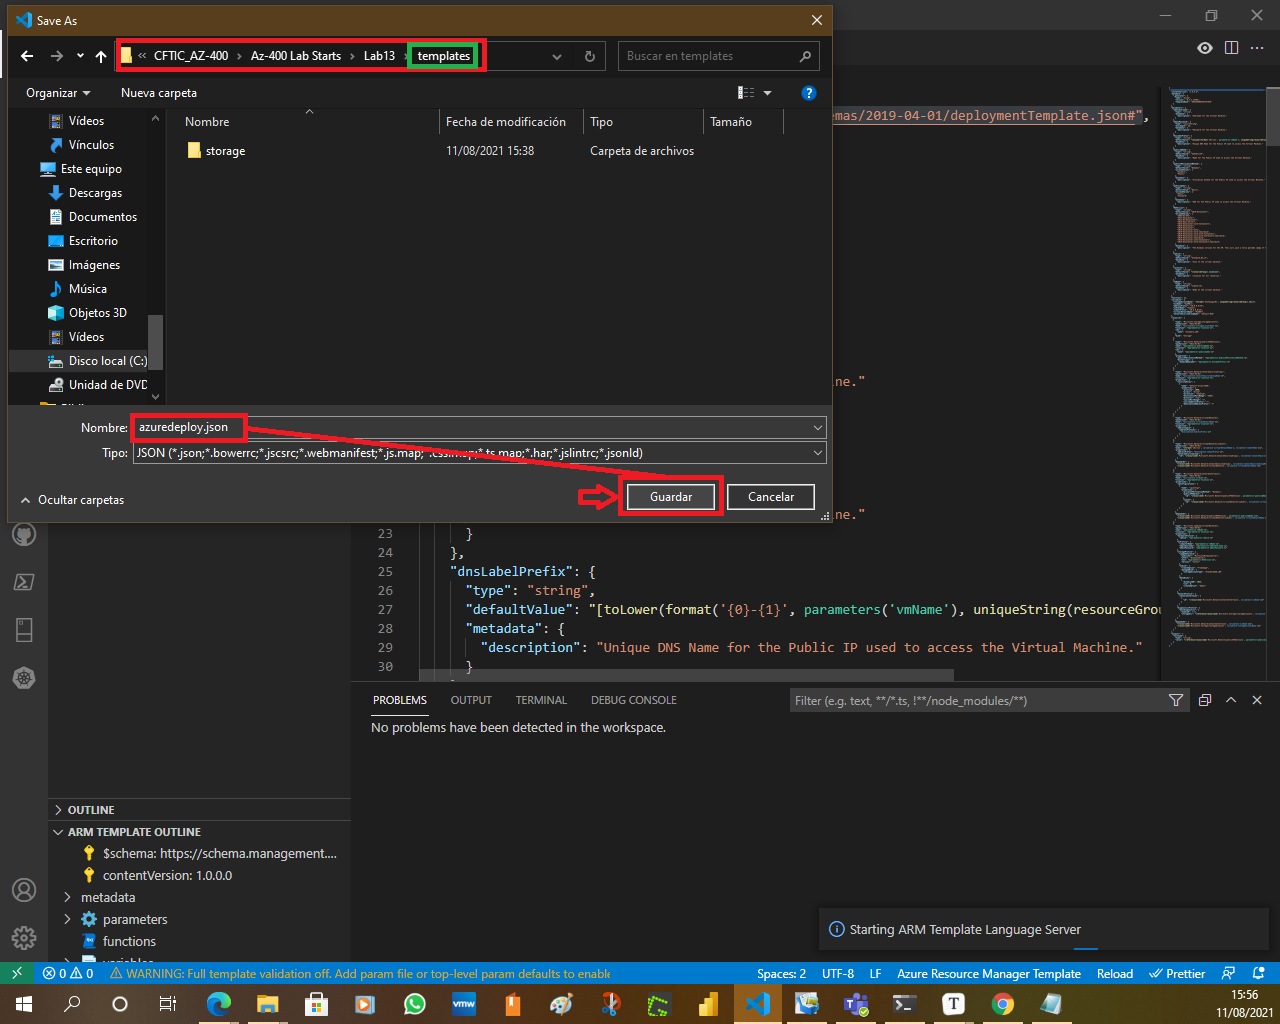 Save As
« CFTIC_AZ-400 › Az-400 Lab Starts › Lab13 › templates
Buscar en templates
Organizar
Nueva carpeta
Nombre
Fecha de modificación
Tipo
Tamaño
storage
11/08/2021 15:38
Carpeta de archivos
Vídeos
Vínculos
Este equipo
Descargas
Documentos
Escritorio
Imágenes
Música
Objetos 3D
Vídeos
Disco local (C:)
Unidad de DVD
Nombre: azuredeploy.json
Tipo: JSON (*.json;*.bowerrc;*.jscsrc;*.webmanifest;*.js.map;*.css.map;*.ts.map;*.har;*.jslintrc;*.jsonld)
Ocultar carpetas
Guardar
Cancelar
emas/2019-04-01/deploymentTemplate.json#",
ine."
ine."
23 }
24 },
25 "dnsLabelPrefix": {
26 "type": "string",
27 "defaultValue": "[toLower(format('{0}-{1}', parameters('vmName'), uniqueString(resourceGrou
28 "metadata": {
29 "description": "Unique DNS Name for the Public IP used to access the Virtual Machine."
30 }
PROBLEMS
OUTPUT
TERMINAL
DEBUG CONSOLE
Filter (e.g. text, **/*.ts, !**/node_modules/**)
No problems have been detected in the workspace.
OUTLINE
ARM TEMPLATE OUTLINE
$schema: https://schema.management....
contentVersion: 1.0.0.0
metadata
parameters
functions
variables
Starting ARM Template Language Server
0 0
WARNING: Full template validation off. Add param file or top-level param defaults to enable
Spaces: 2
UTF-8
LF
Azure Resource Manager Template
Reload
Prettier
vmw
T
15:56
11/08/2021